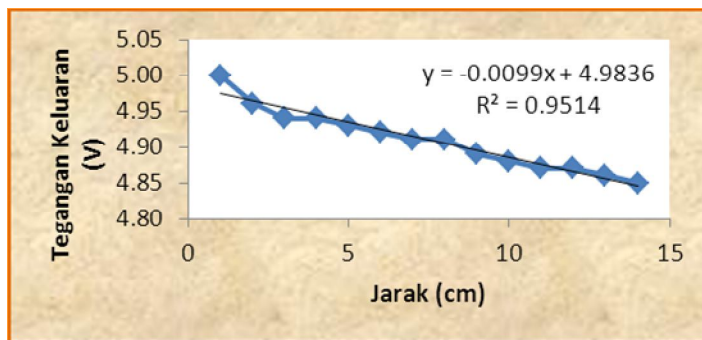 5.05
5.00
4.95
4.90
4.85
4.80
Tegangan Keluaran
(V)
y = -0.0099x + 4.9836
R² = 0.9514
0
5
10
15
Jarak (cm)